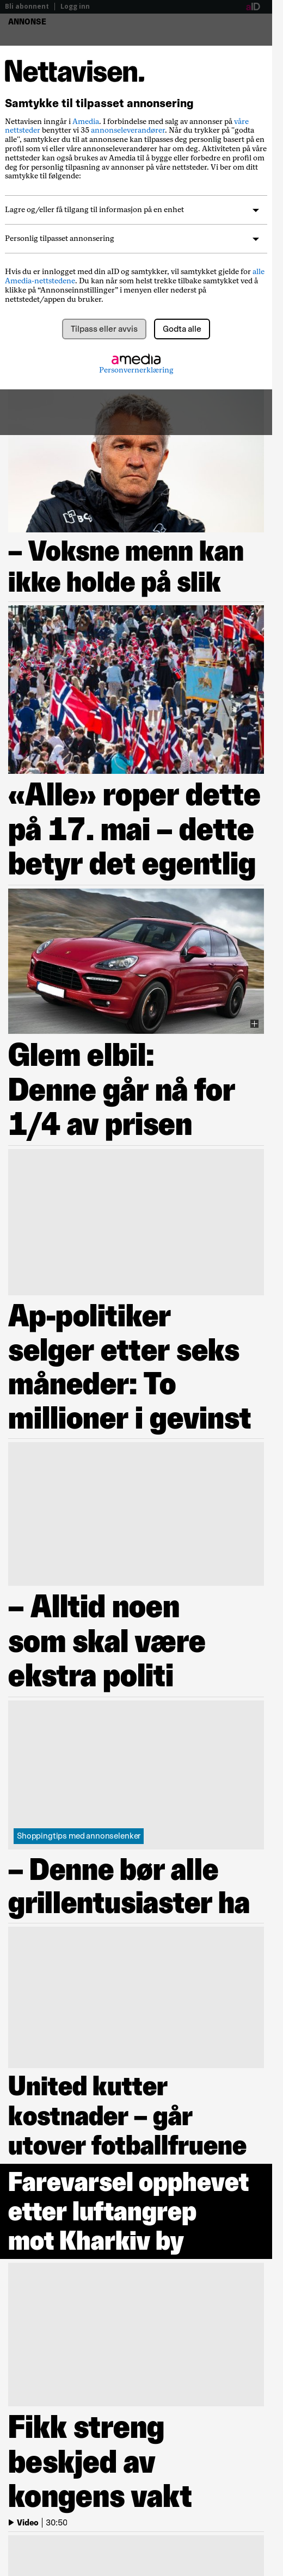 Bli abonnent | Logg inn
aID
ANNONSE
Nettavisen.
Samtykke til tilpasset annonsering
Nettavisen inngår i Amedia. I forbindelse med salg av annonser på våre
nettsteder benytter vi 35 annonseleverandører. Når du trykker på "godta
alle", samtykker du til at annonsene kan tilpasses deg personlig basert på en
profil som vi eller våre annonseleverandører har om deg. Aktiviteten på våre
nettsteder kan også brukes av Amedia til å bygge eller forbedre en profil om
deg for personlig tilpasning av annonser på våre nettsteder. Vi ber om ditt
samtykke til følgende:
Lagre og/eller få tilgang til informasjon på en enhet
Personlig tilpasset annonsering
Hvis du er innlogget med din aID og samtykker, vil samtykket gjelde for alle
Amedia-nettstedene. Du kan når som helst trekke tilbake samtykket ved å
klikke på “Annonseinnstillinger” i menyen eller nederst på
nettstedet/appen du bruker.
Tilpass eller avvis
Godta alle
amedia
Personvernerklæring
– Voksne menn kan
ikke holde på slik
«Alle» roper dette
på 17. mai – dette
betyr det egentlig
Glem elbil:
Denne går nå for
1/4 av prisen
Ap-politiker
selger etter seks
måneder: To
millioner i gevinst
– Alltid noen
som skal være
ekstra politi
Shoppingtips med annonselenker
– Denne bør alle
grillentusiaster ha
United kutter
kostnader – går
utover fotballfruene
Farevarsel opphevet
etter luftangrep
mot Kharkiv by
Fikk streng
beskjed av
kongens vakt
Video | 30:50